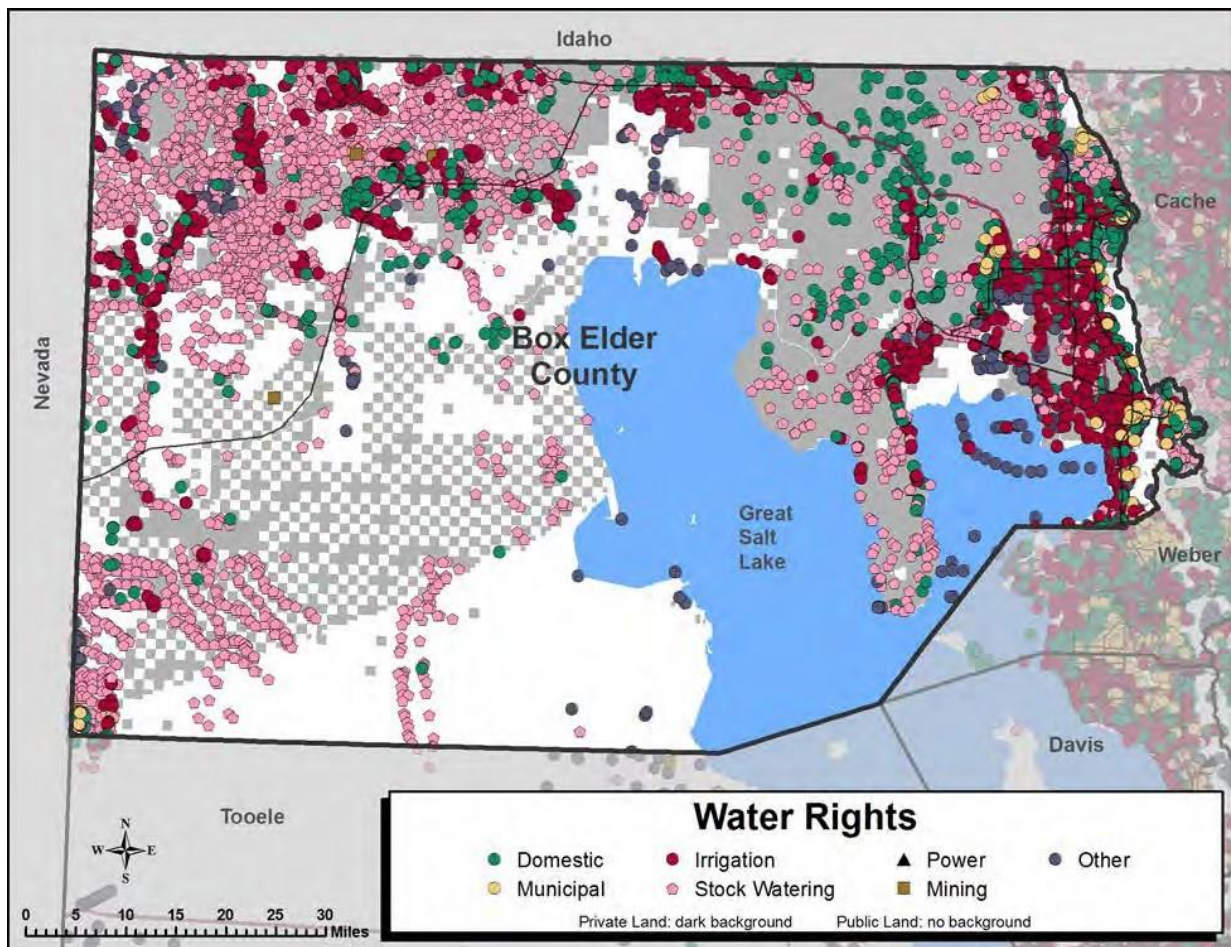 Idaho
Cache
Nevada
Box Elder
County
Great
Salt
Lake
Weber
Davis
Tooele
N
W E
S
0 5 10 15 20 25 30
Miles
Water Rights
Domestic Irrigation Power Other
Municipal Stock Watering Mining
Private Land: dark background Public Land: no background